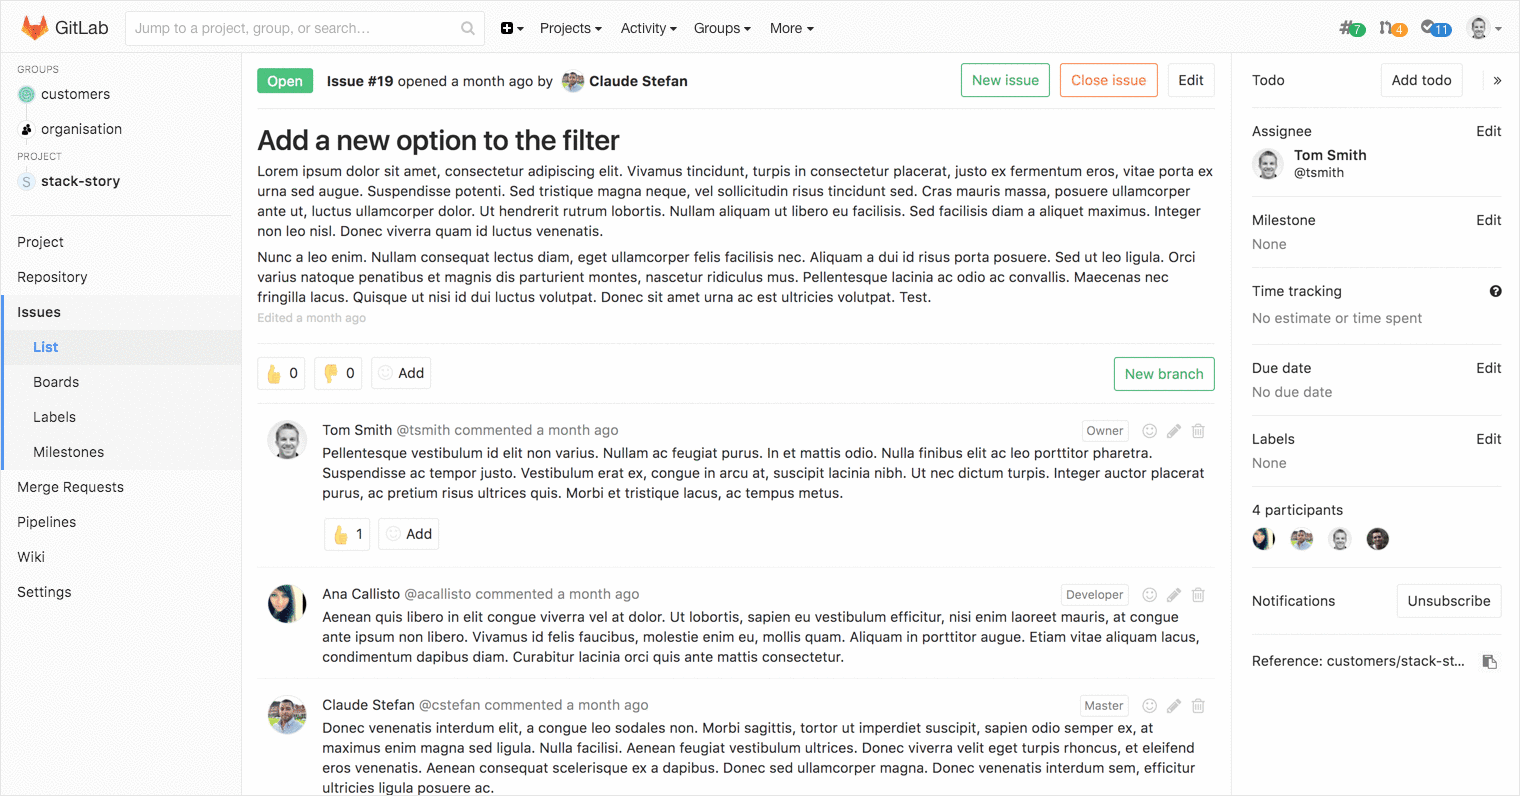 GitLab
Jump to a project, group, or search...
Projects
Activity
Groups
More
7
4
11
GROUPS
customers
organisation
PROJECT
S stack-story
Project
Repository
Issues
List
Boards
Labels
Milestones
Merge Requests
Pipelines
Wiki
Settings
Open Issue #19 opened a month ago by Claude Stefan
New issue
Close issue
Edit
Add a new option to the filter
Lorem ipsum dolor sit amet, consectetur adipiscing elit. Vivamus tincidunt, turpis in consectetur placerat, justo ex fermentum eros, vitae porta ex
urna sed augue. Suspendisse potenti. Sed tristique magna neque, vel sollicitudin risus tincidunt sed. Cras mauris massa, posuere ullamcorper
ante ut, luctus ullamcorper dolor. Ut hendrerit rutrum lobortis. Nullam aliquam ut libero eu facilisis. Sed facilisis diam a aliquet maximus. Integer
non leo nisl. Donec viverra quam id luctus venenatis.
Nunc a leo enim. Nullam consequat lectus diam, eget ullamcorper felis facilisis nec. Aliquam a dui id risus porta posuere. Sed ut leo ligula. Orci
varius natoque penatibus et magnis dis parturient montes, nascetur ridiculus mus. Pellentesque lacinia ac odio ac convallis. Maecenas nec
fringilla lacus. Quisque ut nisi id dui luctus volutpat. Donec sit amet urna ac est ultricies volutpat. Test.
Edited a month ago
0
0
Add
New branch
Tom Smith @tsmith commented a month ago
Owner
Pellentesque vestibulum id elit non varius. Nullam ac feugiat purus. In et mattis odio. Nulla finibus elit ac leo porttitor pharetra.
Suspendisse ac tempor justo. Vestibulum erat ex, congue in arcu at, suscipit lacinia nibh. Ut nec dictum turpis. Integer auctor placerat
purus, ac pretium risus ultrices quis. Morbi et tristique lacus, ac tempus metus.
1
Add
Ana Callisto @acallisto commented a month ago
Developer
Aenean quis libero in elit congue viverra vel at dolor. Ut lobortis, sapien eu vestibulum efficitur, nisi enim laoreet mauris, at congue
ante ipsum non libero. Vivamus id felis faucibus, molestie enim eu, mollis quam. Aliquam in porttitor augue. Etiam vitae aliquam lacus,
condimentum dapibus diam. Curabitur lacinia orci quis ante mattis consectetur.
Claude Stefan @cstefan commented a month ago
Master
Donec venenatis interdum elit, a congue leo sodales non. Morbi sagittis, tortor ut imperdiet suscipit, sapien odio semper ex, at
maximus enim magna sed ligula. Nulla facilisi. Aenean feugiat vestibulum ultrices. Donec viverra velit eget turpis rhoncus, et eleifend
eros venenatis. Aenean consequat scelerisque ex a dapibus. Donec sed ullamcorper magna. Donec venenatis interdum sem, efficitur
ultricies ligula posuere ac.
Todo
Add todo
»
Assignee
Edit
Tom Smith
@tsmith
Milestone
Edit
None
Time tracking
?
No estimate or time spent
Due date
Edit
No due date
Labels
Edit
None
4 participants
Notifications
Unsubscribe
Reference: customers/stack-st...